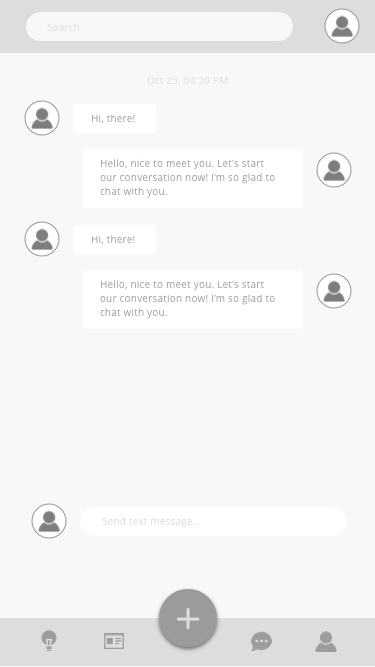 Search
Oct 25, 04:30 PM
Hi, there!
Hello, nice to meet you. Let's start
our conversation now! I'm so glad to
chat with you.
Hi, there!
Hello, nice to meet you. Let's start
our conversation now! I'm so glad to
chat with you.
Send text message...